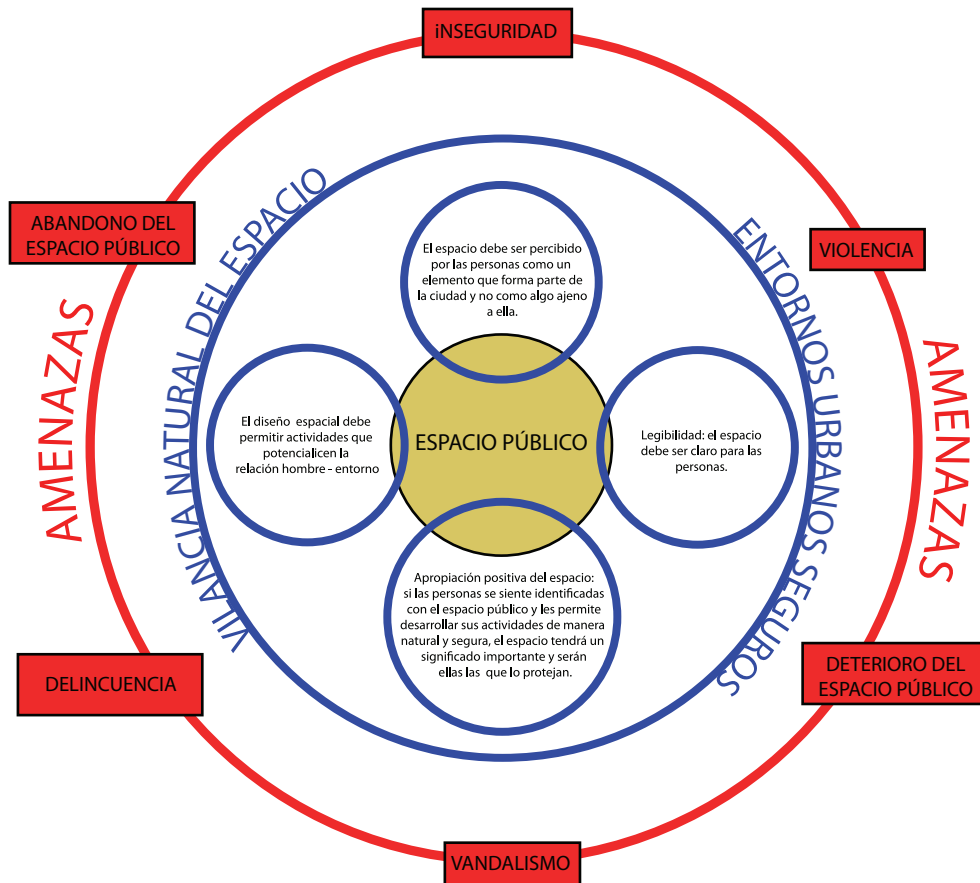 iNSEGURIDAD
ABANDONO DEL
ESPACIO PÚBLICO
VIOLENCIA
AMENAZAS
VIILANCIA NATURAL DEL ESPACIO
ENTORNOS URBANOS SEGUROS
AMENAZAS
El espacio debe ser percibido
por las personas como un
elemento que forma parte de
la ciudad y no como algo ajeno
a ella.
El diseño espacial debe
permitir actividades que
potencialicen la
relación hombre - entorno
ESPACIO PÚBLICO
Legibilidad: el espacio
debe ser claro para las
personas.
Apropiación positiva del espacio:
si las personas se siente identificadas
con el espacio público y les permite
desarrollar sus actividades de manera
natural y segura, el espacio tendrá un
significado importante y serán
ellas las que lo protejan.
DELINCUENCIA
DETERIORO DEL
ESPACIO PÚBLICO
VANDALISMO